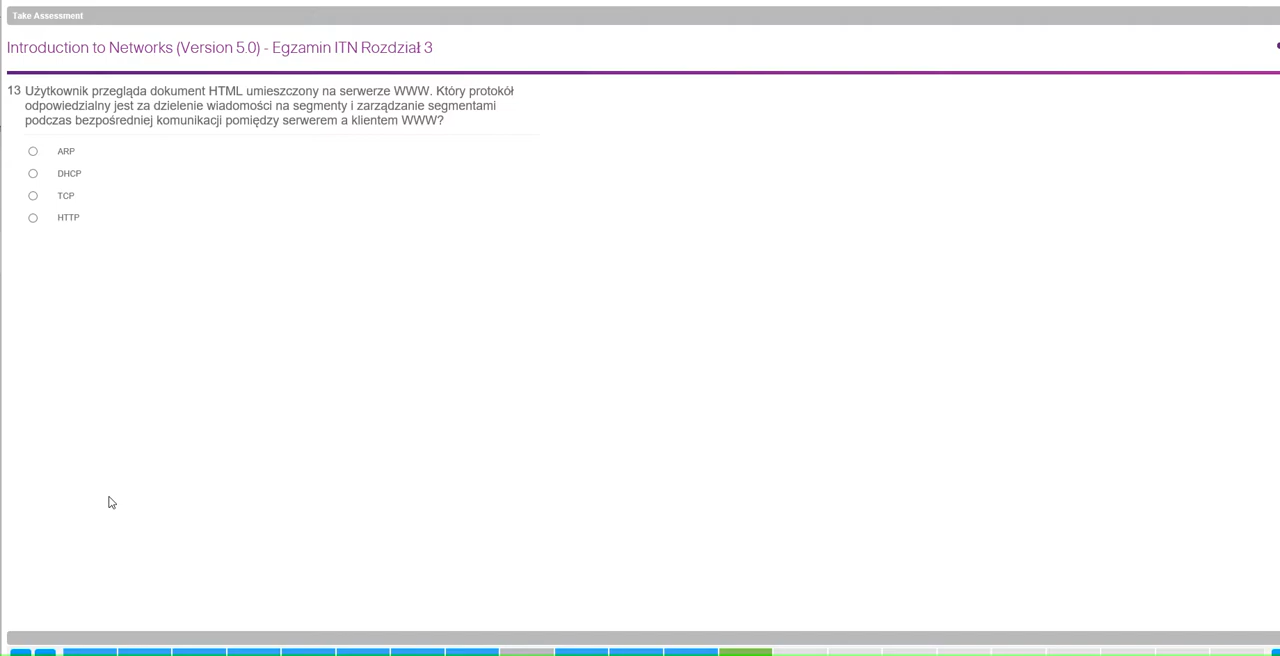 Take Assessment
Introduction to Networks (Version 5.0) - Egzamin ITN Rozdział 3
13 Użytkownik przegląda dokument HTML umieszczony na serwerze WWW. Który protokół
odpowiedzialny jest za dzielenie wiadomości na segmenty i zarządzanie segmentami
podczas bezpośredniej komunikacji pomiędzy serwerem a klientem WWW?
ARP
DHCP
TCP
HTTP